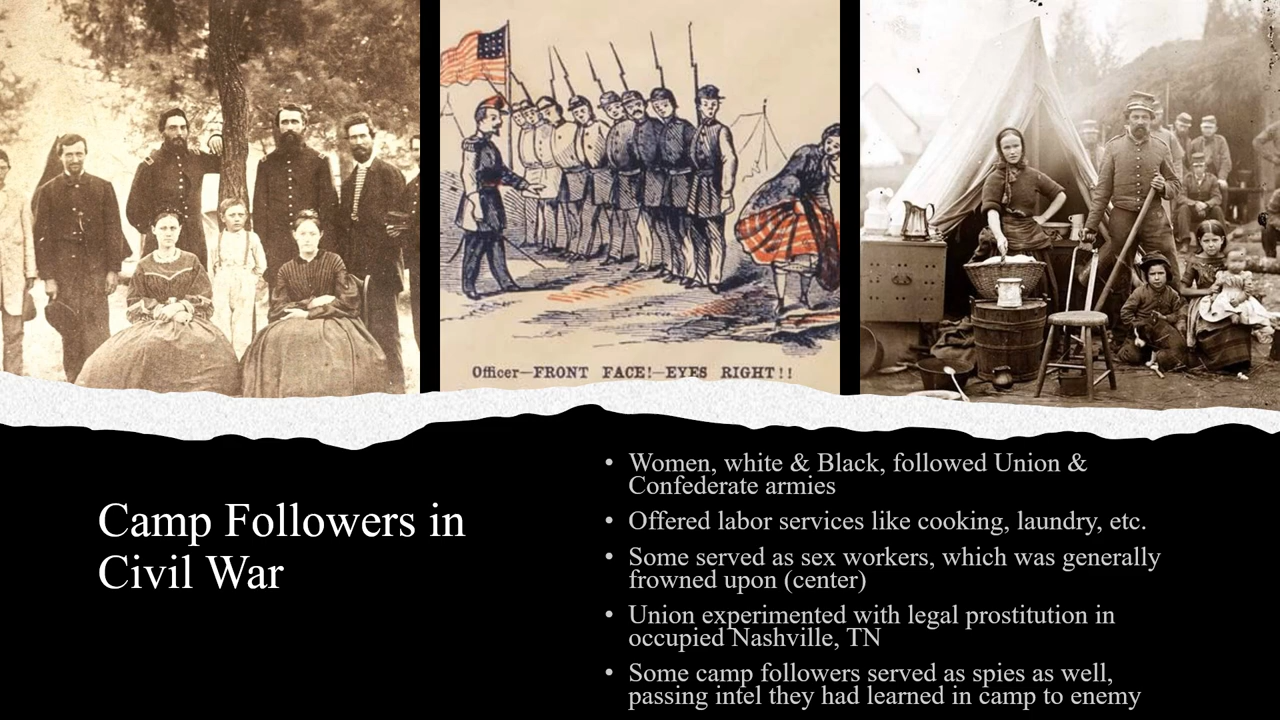 Officer—FRONT FACE!—EYES RIGHT!!
Camp Followers in
Civil War
• Women, white & Black, followed Union &
Confederate armies
• Offered labor services like cooking, laundry, etc.
• Some served as sex workers, which was generally
frowned upon (center)
• Union experimented with legal prostitution in
occupied Nashville, TN
• Some camp followers served as spies as well,
passing intel they had learned in camp to enemy